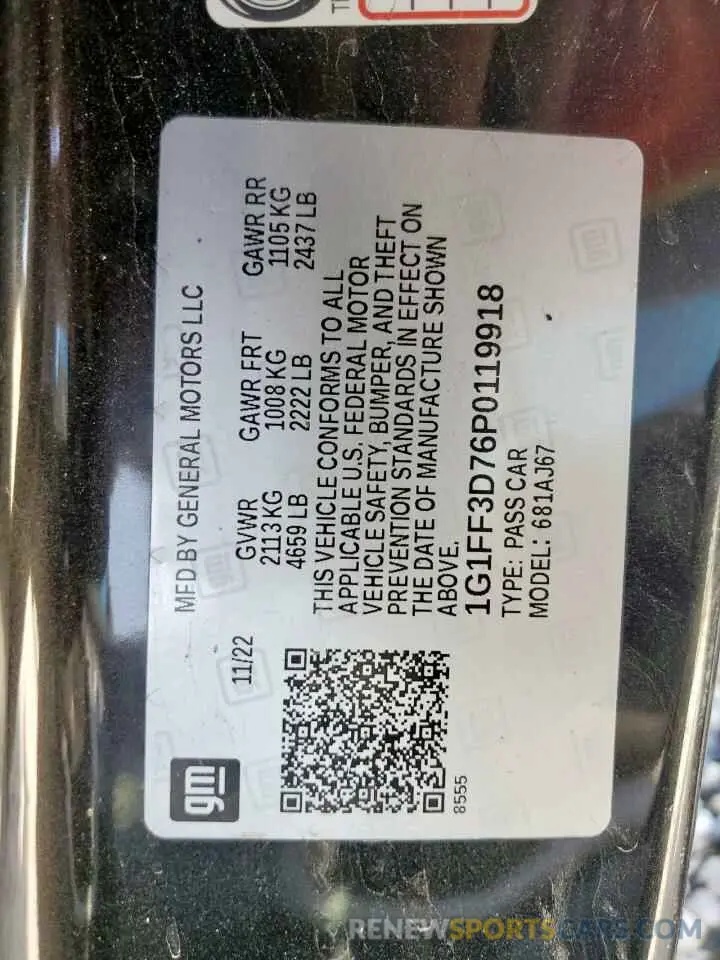 MFD BY GENERAL MOTORS LLC
11/22
GVWR GAWR FRT GAWR RR
2113 KG 1008 KG 1105 KG
4659 LB 2222 LB 2437 LB
THIS VEHICLE CONFORMS TO ALL
APPLICABLE U.S. FEDERAL MOTOR
VEHICLE SAFETY, BUMPER, AND THEFT
PREVENTION STANDARDS IN EFFECT ON
THE DATE OF MANUFACTURE SHOWN
ABOVE.
1G1FF3D76P0119918
TYPE: PASS CAR
MODEL: 681AJ67
gm
8555
RENEWSPORTSCARS.COM